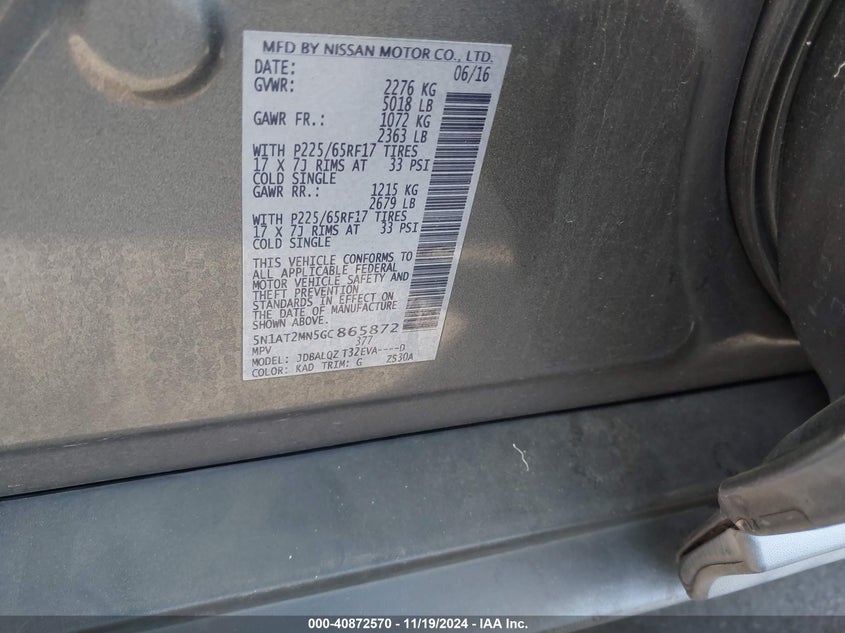 MFD BY NISSAN MOTOR CO., LTD.
DATE: 06/16
GVWR: 2276 KG
5018 LB
GAWR FR.: 1072 KG
2363 LB
WITH P225/65RF17 TIRES
17 X 7J RIMS AT 33 PSI
COLD SINGLE
GAWR RR.: 1215 KG
2679 LB
WITH P225/65RF17 TIRES
17 X 7J RIMS AT 33 PSI
COLD SINGLE
THIS VEHICLE CONFORMS TO
ALL APPLICABLE FEDERAL
MOTOR VEHICLE SAFETY AND
THEFT PREVENTION
STANDARDS IN EFFECT ON
THE DATE OF MANUFACTURE
SHOWN ABOVE.
5N1AT2MN5GC865872
MPV 377
MODEL: JDBALQZ T32EVA----D
COLOR: KAD TRIM: G ZS30A
000-40872570 - 11/19/2024 - IAA Inc.